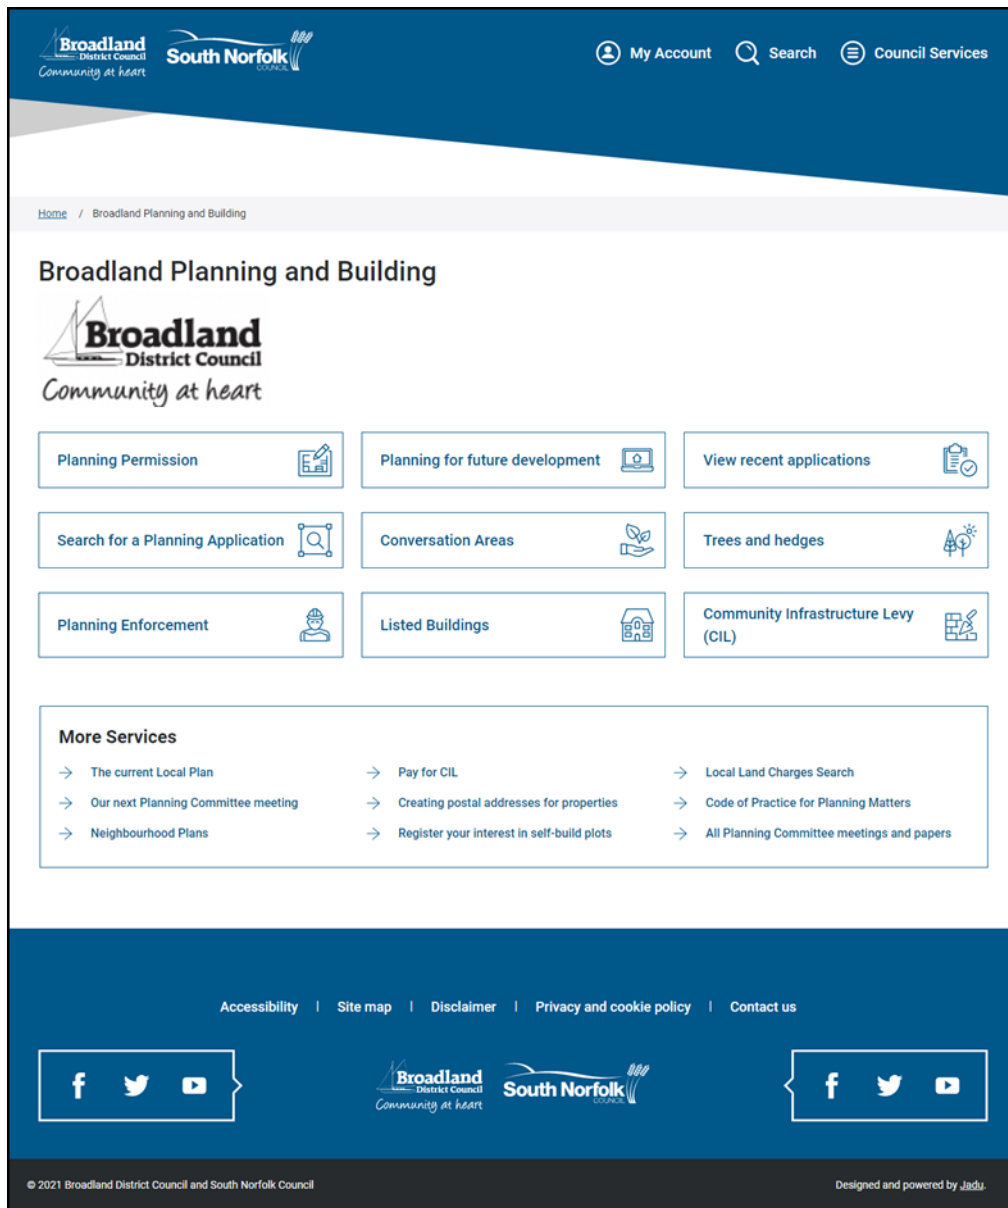 Broadland
District Council
Community at heart
South Norfolk
COUNCIL
My Account
Search
Council Services
Home / Broadland Planning and Building
Broadland Planning and Building
Broadland
District Council
Community at heart
Planning Permission
Planning for future development
View recent applications
Search for a Planning Application
Conversation Areas
Trees and hedges
Planning Enforcement
Listed Buildings
Community Infrastructure Levy
(CIL)
More Services
The current Local Plan
Pay for CIL
Local Land Charges Search
Our next Planning Committee meeting
Creating postal addresses for properties
Code of Practice for Planning Matters
Neighbourhood Plans
Register your interest in self-build plots
All Planning Committee meetings and papers
Accessibility | Site map | Disclaimer | Privacy and cookie policy | Contact us
Broadland
District Council
Community at heart
South Norfolk
COUNCIL
© 2021 Broadland District Council and South Norfolk Council
Designed and powered by Jadu.